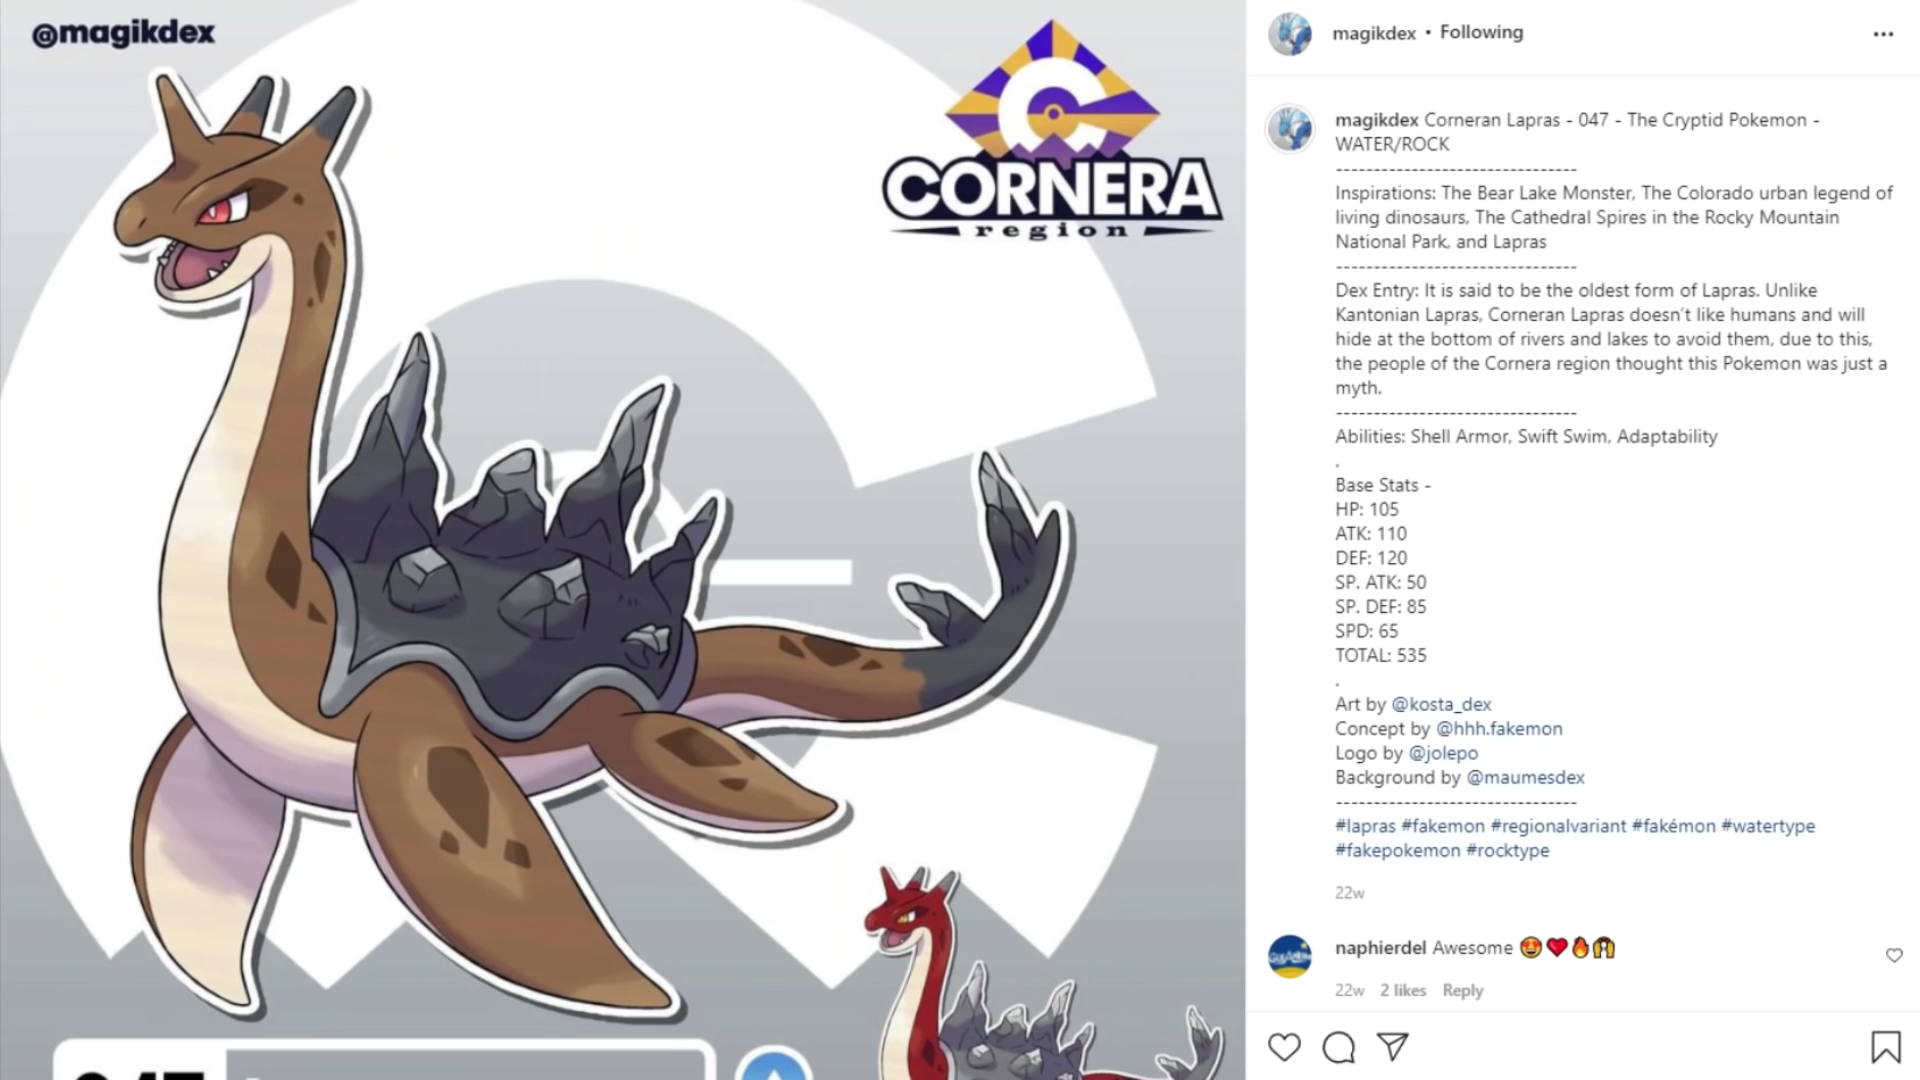 @magikdex
CORNERA
region
magikdex • Following
magikdex Corneran Lapras - 047 - The Cryptid Pokemon -
WATER/ROCK
--------------------------------
Inspirations: The Bear Lake Monster, The Colorado urban legend of
living dinosaurs, The Cathedral Spires in the Rocky Mountain
National Park, and Lapras
--------------------------------
Dex Entry: It is said to be the oldest form of Lapras. Unlike
Kantonian Lapras, Corneran Lapras doesn't like humans and will
hide at the bottom of rivers and lakes to avoid them, due to this,
the people of the Cornera region thought this Pokemon was just a
myth.
--------------------------------
Abilities: Shell Armor, Swift Swim, Adaptability
.
Base Stats -
HP: 105
ATK: 110
DEF: 120
SP. ATK: 50
SP. DEF: 85
SPD: 65
TOTAL: 535
.
Art by @kosta_dex
Concept by @hhh.fakemon
Logo by @jolepo
Background by @maumesdex
--------------------------------
#lapras #fakemon #regionalvariant #fakémon #watertype
#fakepokemon #rocktype
22w
naphierdel Awesome 😍❤️🔥🙌
22w 2 likes Reply